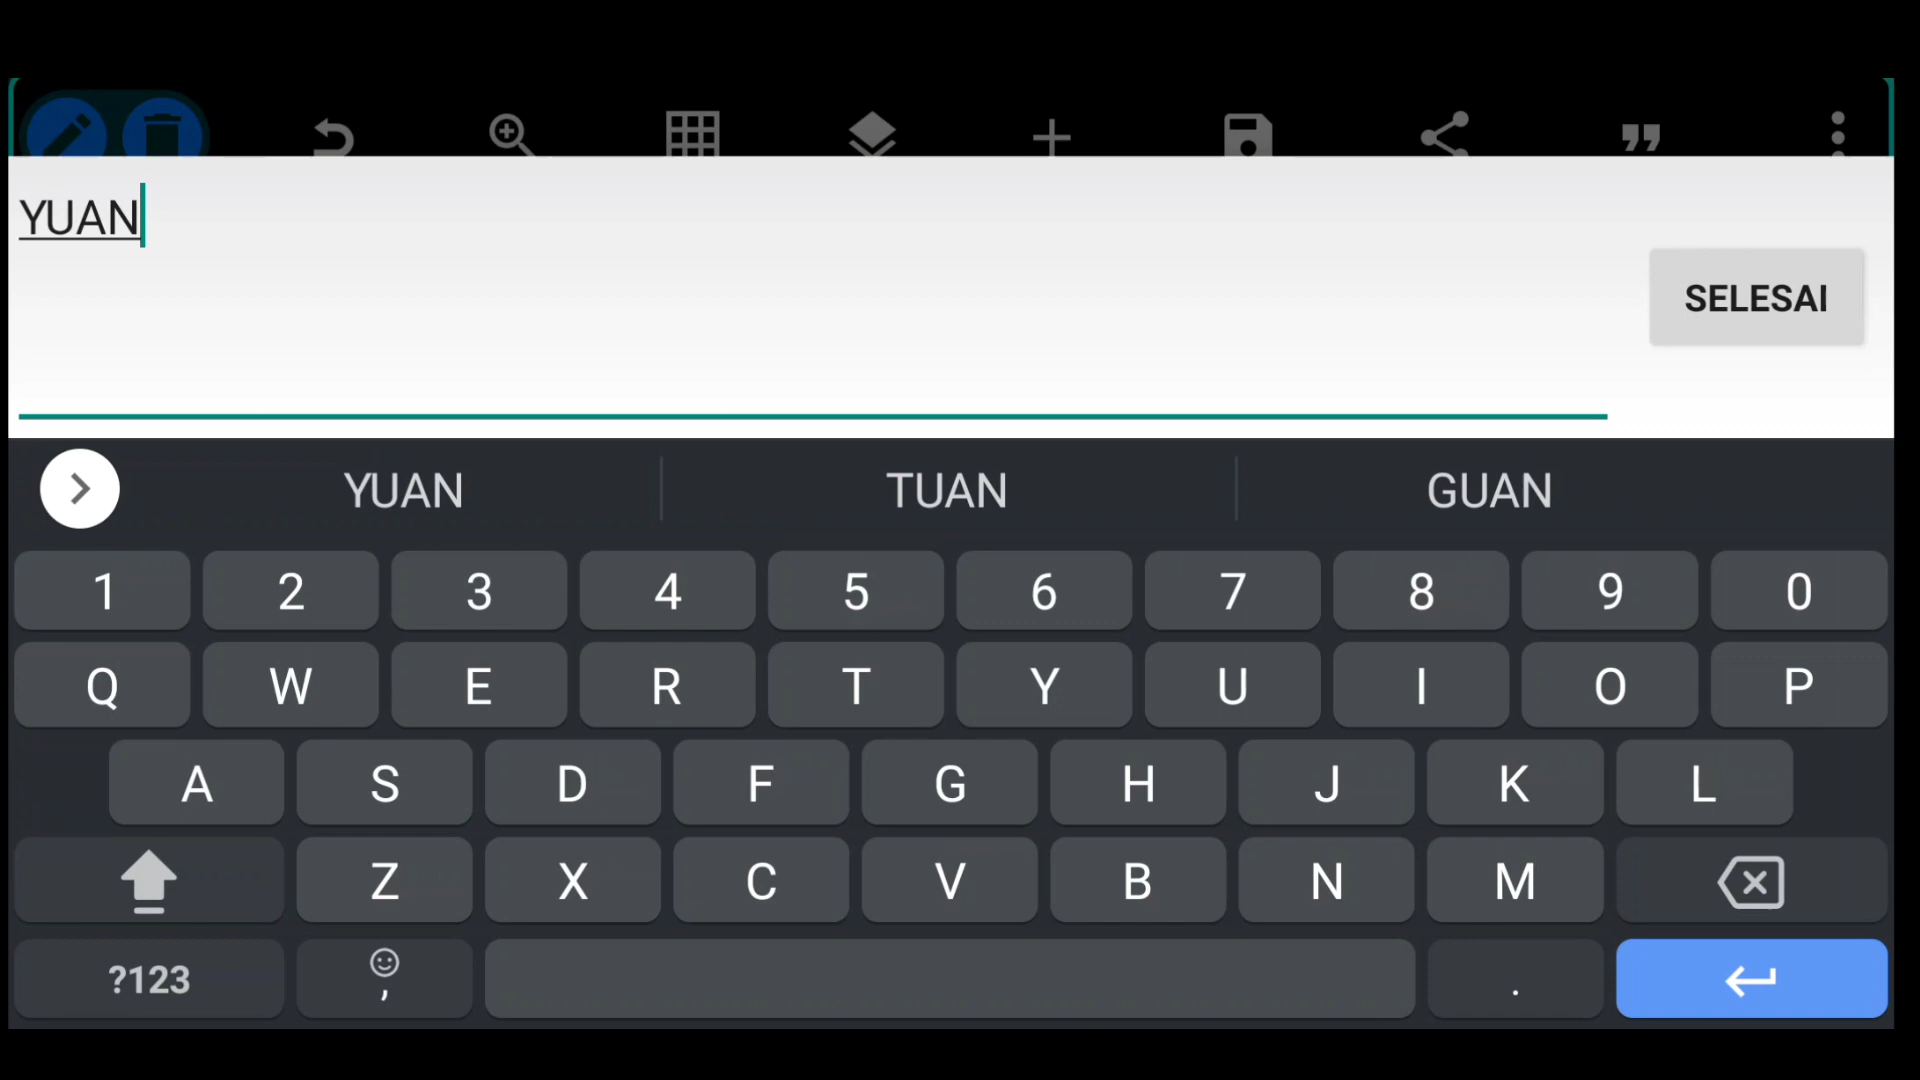 YUAN
SELESAI
YUAN TUAN GUAN
1 2 3 4 5 6 7 8 9 0
Q W E R T Y U I O P
A S D F G H J K L
Z X C V B N M
?123 , .